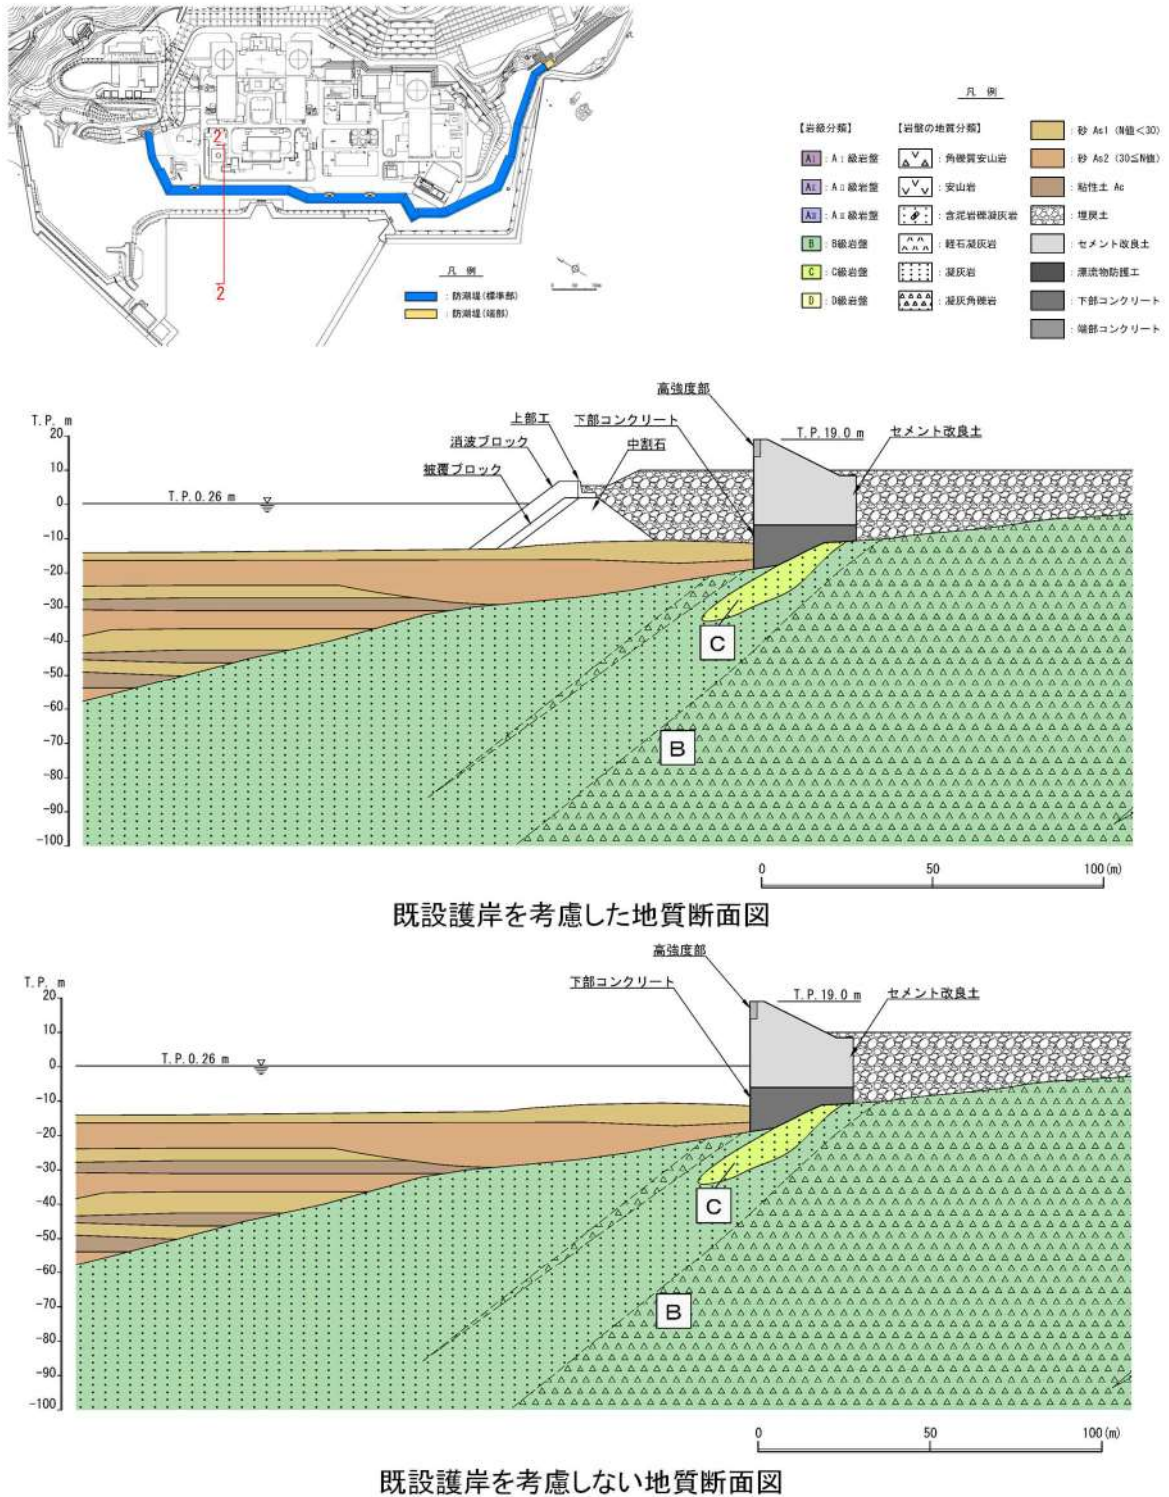 2'
2
凡 例
: 防潮堤(標準部)
: 防潮堤(端部)
凡 例
【岩級分類】
AⅠ : AⅠ級岩盤
AⅡ : AⅡ級岩盤
AⅢ : AⅢ級岩盤
B : B級岩盤
C : C級岩盤
D : D級岩盤
【岩盤の地質分類】
: 角礫質安山岩
: 安山岩
: 含泥岩礫凝灰岩
: 軽石凝灰岩
: 凝灰岩
: 凝灰角礫岩
: 砂 As1 (N値<30)
: 砂 As2 (30≦N値)
: 粘性土 Ac
: 埋戻土
: セメント改良土
: 漂流物防護工
: 下部コンクリート
: 端部コンクリート
T.P. m
20
10
0
-10
-20
-30
-40
-50
-60
-70
-80
-90
-100
T.P.0.26 m
被覆ブロック
消波ブロック
上部工
下部コンクリート
中割石
高強度部
T.P.19.0 m
セメント改良土
C
B
0 50 100(m)
既設護岸を考慮した地質断面図
T.P. m
20
10
0
-10
-20
-30
-40
-50
-60
-70
-80
-90
-100
T.P.0.26 m
下部コンクリート
高強度部
T.P.19.0 m
セメント改良土
C
B
0 50 100(m)
既設護岸を考慮しない地質断面図